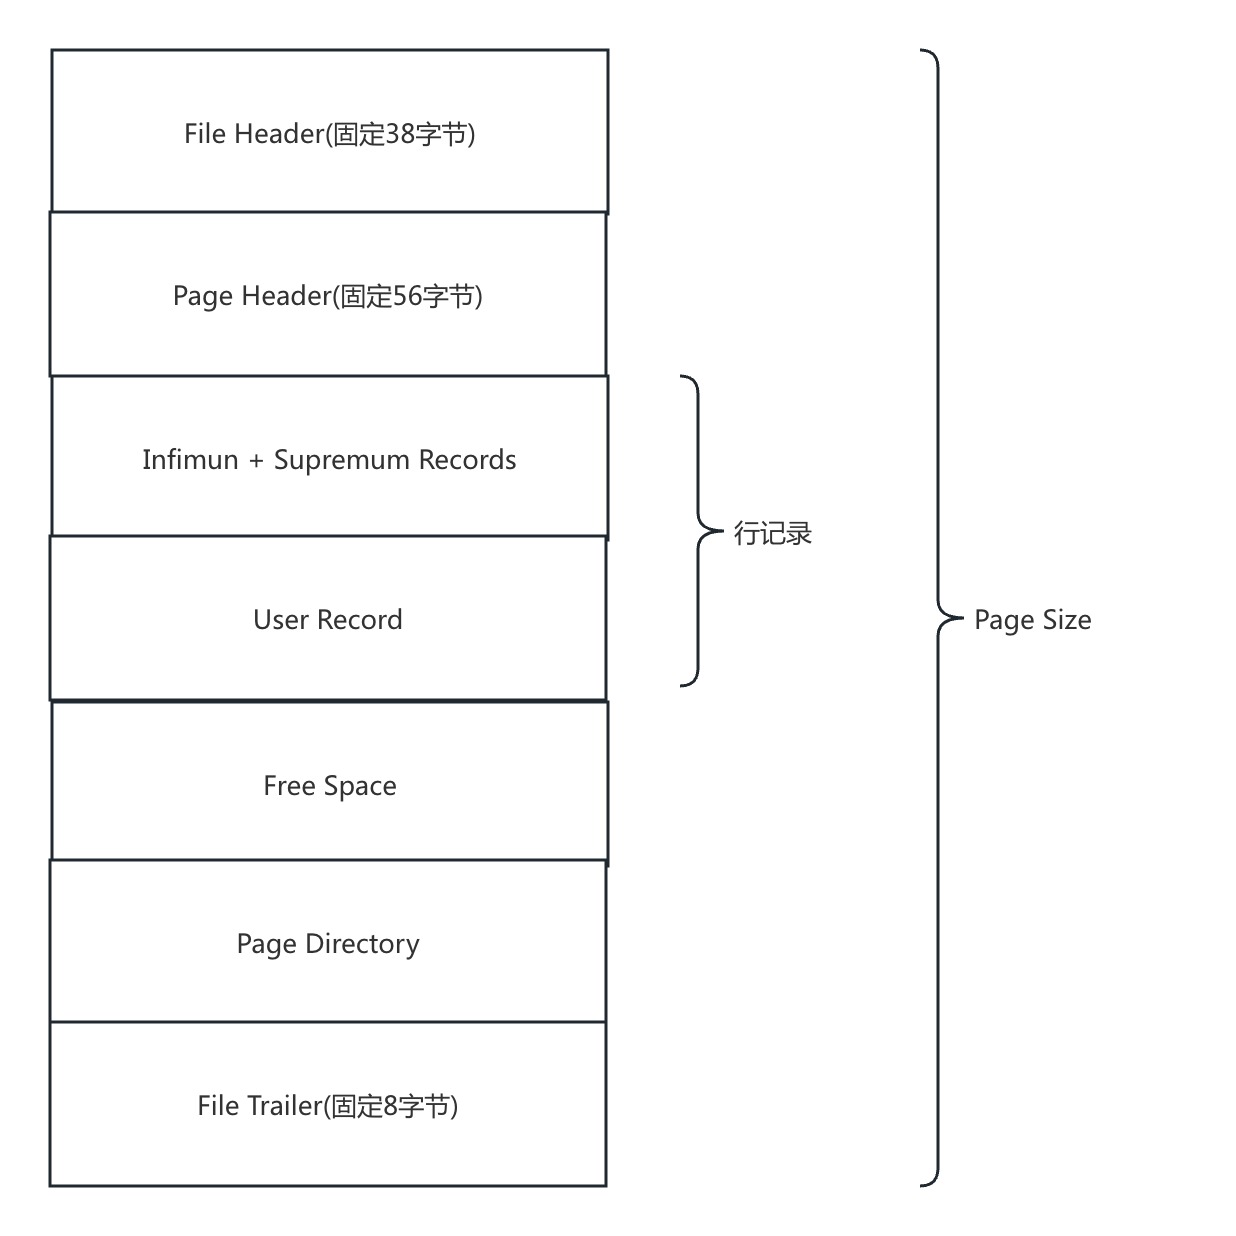 File Header(固定38字节)
Page Header(固定56字节)
Infimun + Supremum Records
行记录
User Record
Page Size
Free Space
Page Directory
File Trailer(固定8字节)